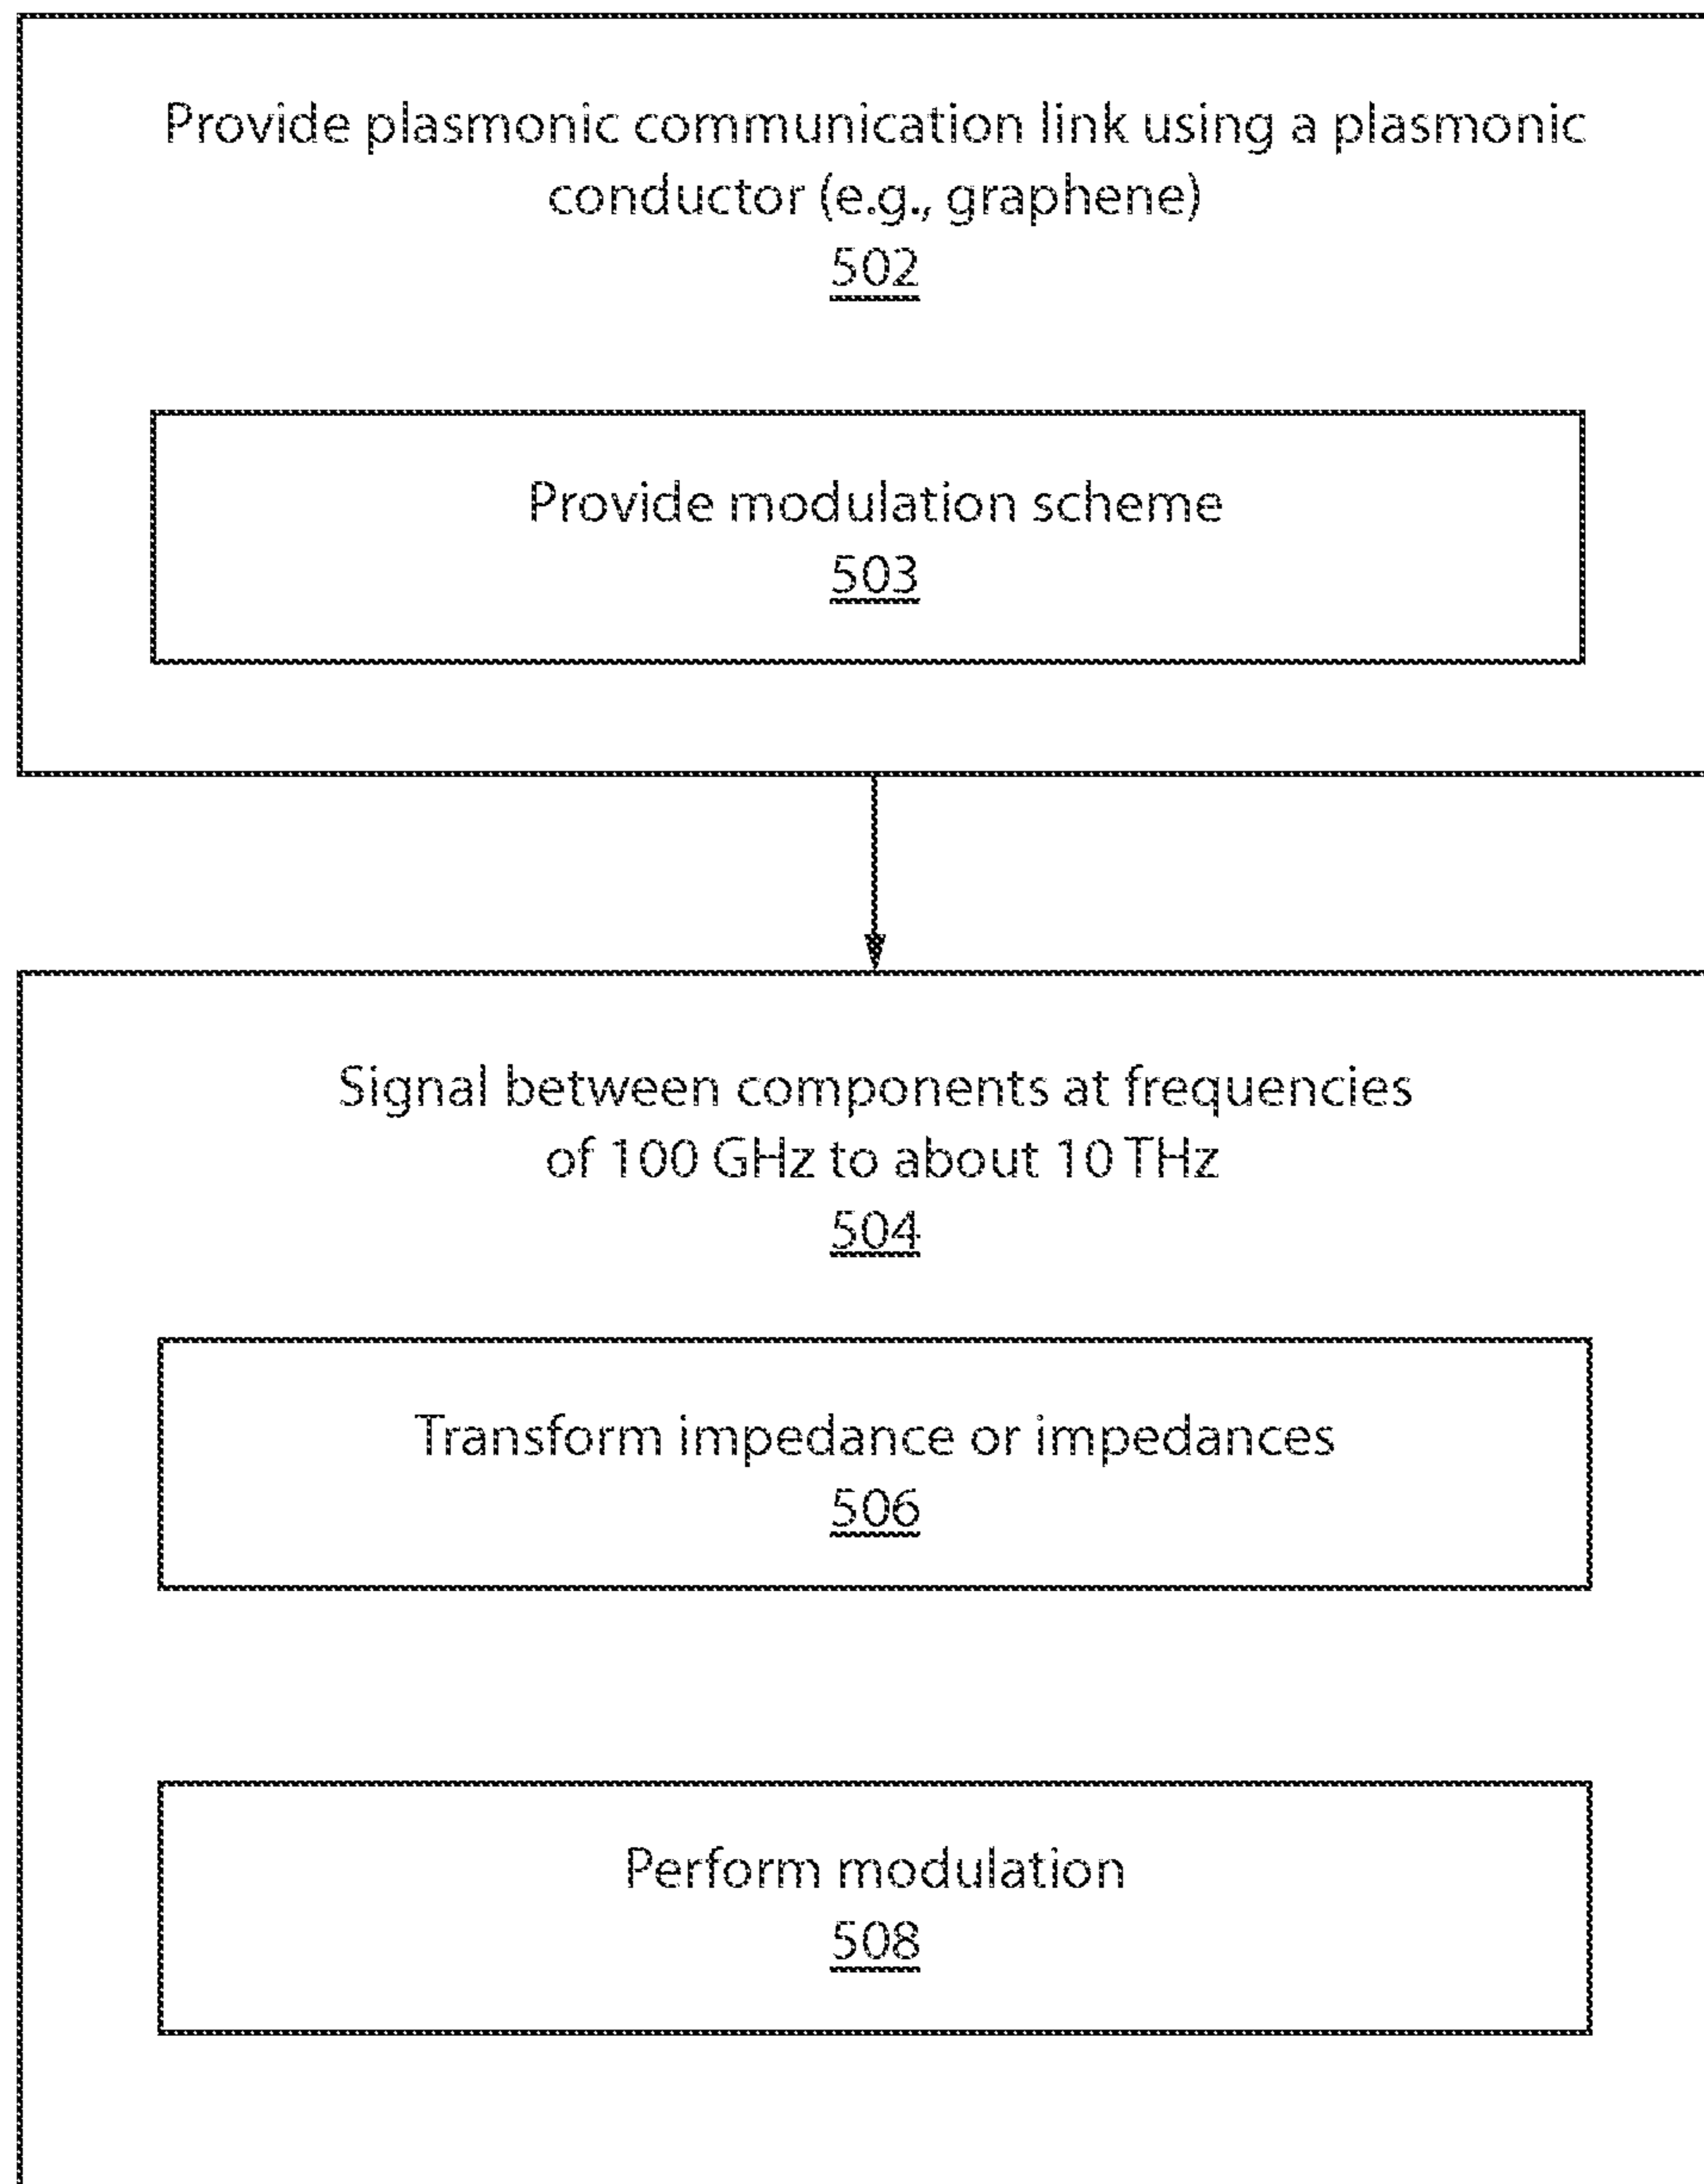 Provide plasmonic communication link using a plasmonic
conductor (e.g., graphene)
502
Provide modulation scheme
503
Signal between components at frequencies
of 100 GHz to about 10 THz
504
Transform impedance or impedances
506
Perform modulation
508